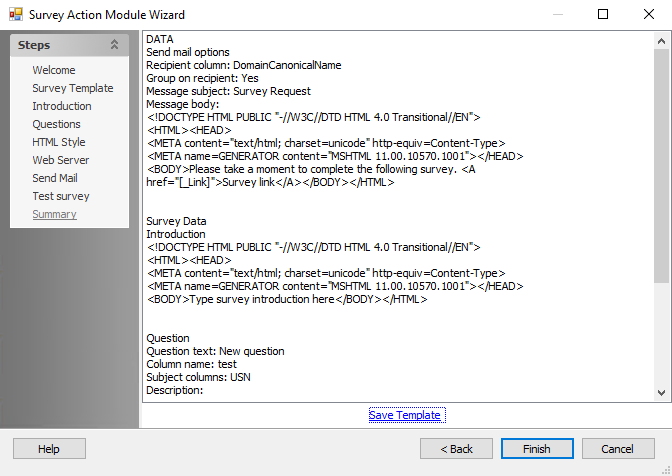 Survey Action Module Wizard
Steps
Welcome
Survey Template
Introduction
Questions
HTML Style
Web Server
Send Mail
Test survey
Summary
DATA
Send mail options
Recipient column: DomainCanonicalName
Group on recipient: Yes
Message subject: Survey Request
Message body:
<!DOCTYPE HTML PUBLIC "-//W3C//DTD HTML 4.0 Transitional//EN">
<HTML><HEAD>
<META content="text/html; charset=unicode" http-equiv=Content-Type>
<META name=GENERATOR content="MSHTML 11.00.10570.1001"></HEAD>
<BODY>Please take a moment to complete the following survey. <A
href="[_Link]">Survey link</A></BODY></HTML>
Survey Data
Introduction
<!DOCTYPE HTML PUBLIC "-//W3C//DTD HTML 4.0 Transitional//EN">
<HTML><HEAD>
<META content="text/html; charset=unicode" http-equiv=Content-Type>
<META name=GENERATOR content="MSHTML 11.00.10570.1001"></HEAD>
<BODY>Type survey introduction here</BODY></HTML>
Question
Question text: New question
Column name: test
Subject columns: USN
Description:
Save Template
Help
< Back
Finish
Cancel